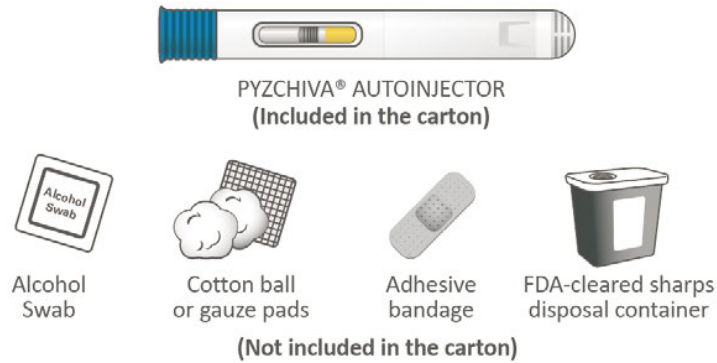 PYZCHIVA® AUTOINJECTOR
(Included in the carton)
Alcohol
Swab
Alcohol
Swab
Cotton ball
or gauze pads
Adhesive
bandage
FDA-cleared sharps
disposal container
(Not included in the carton)